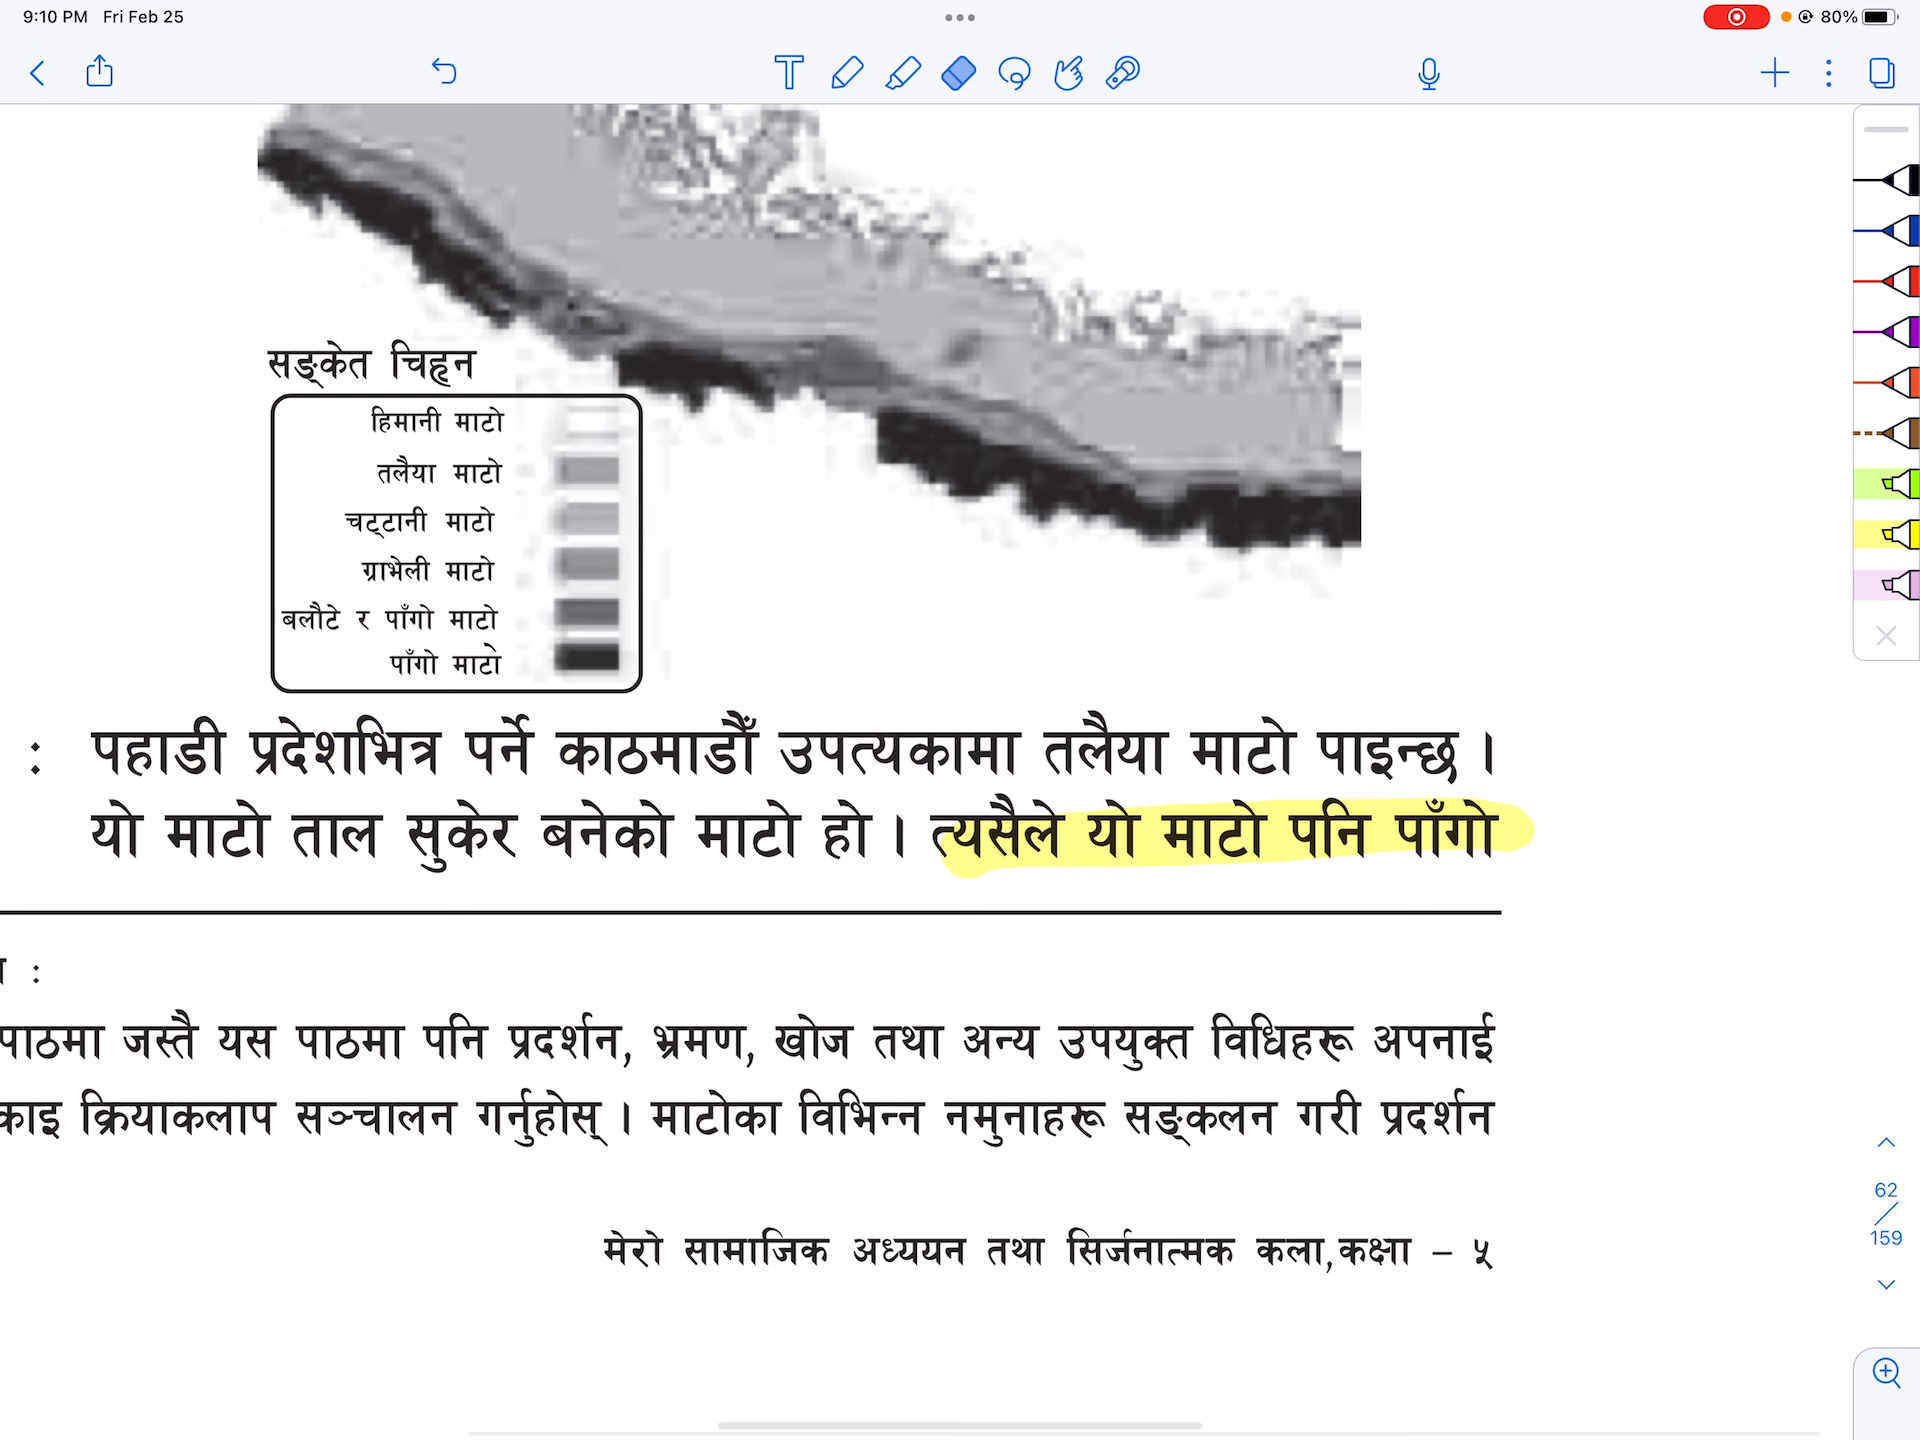 9:10 PM Fri Feb 25
80%
सङ्केत चिह्न
हिमानी माटो
तलैया माटो
चट्टानी माटो
ग्राभेली माटो
बलौटे र पाँगो माटो
पाँगो माटो
: पहाडी प्रदेशभित्र पर्ने काठमाडौँ उपत्यकामा तलैया माटो पाइन्छ ।
यो माटो ताल सुकेर बनेको माटो हो । त्यसैले यो माटो पनि पाँगो
:
पाठमा जस्तै यस पाठमा पनि प्रदर्शन, भ्रमण, खोज तथा अन्य उपयुक्त विधिहरू अपनाई
काइ क्रियाकलाप सञ्चालन गर्नुहोस् । माटोका विभिन्न नमुनाहरू सङ्कलन गरी प्रदर्शन
मेरो सामाजिक अध्ययन तथा सिर्जनात्मक कला,कक्षा – ५
62
/
159